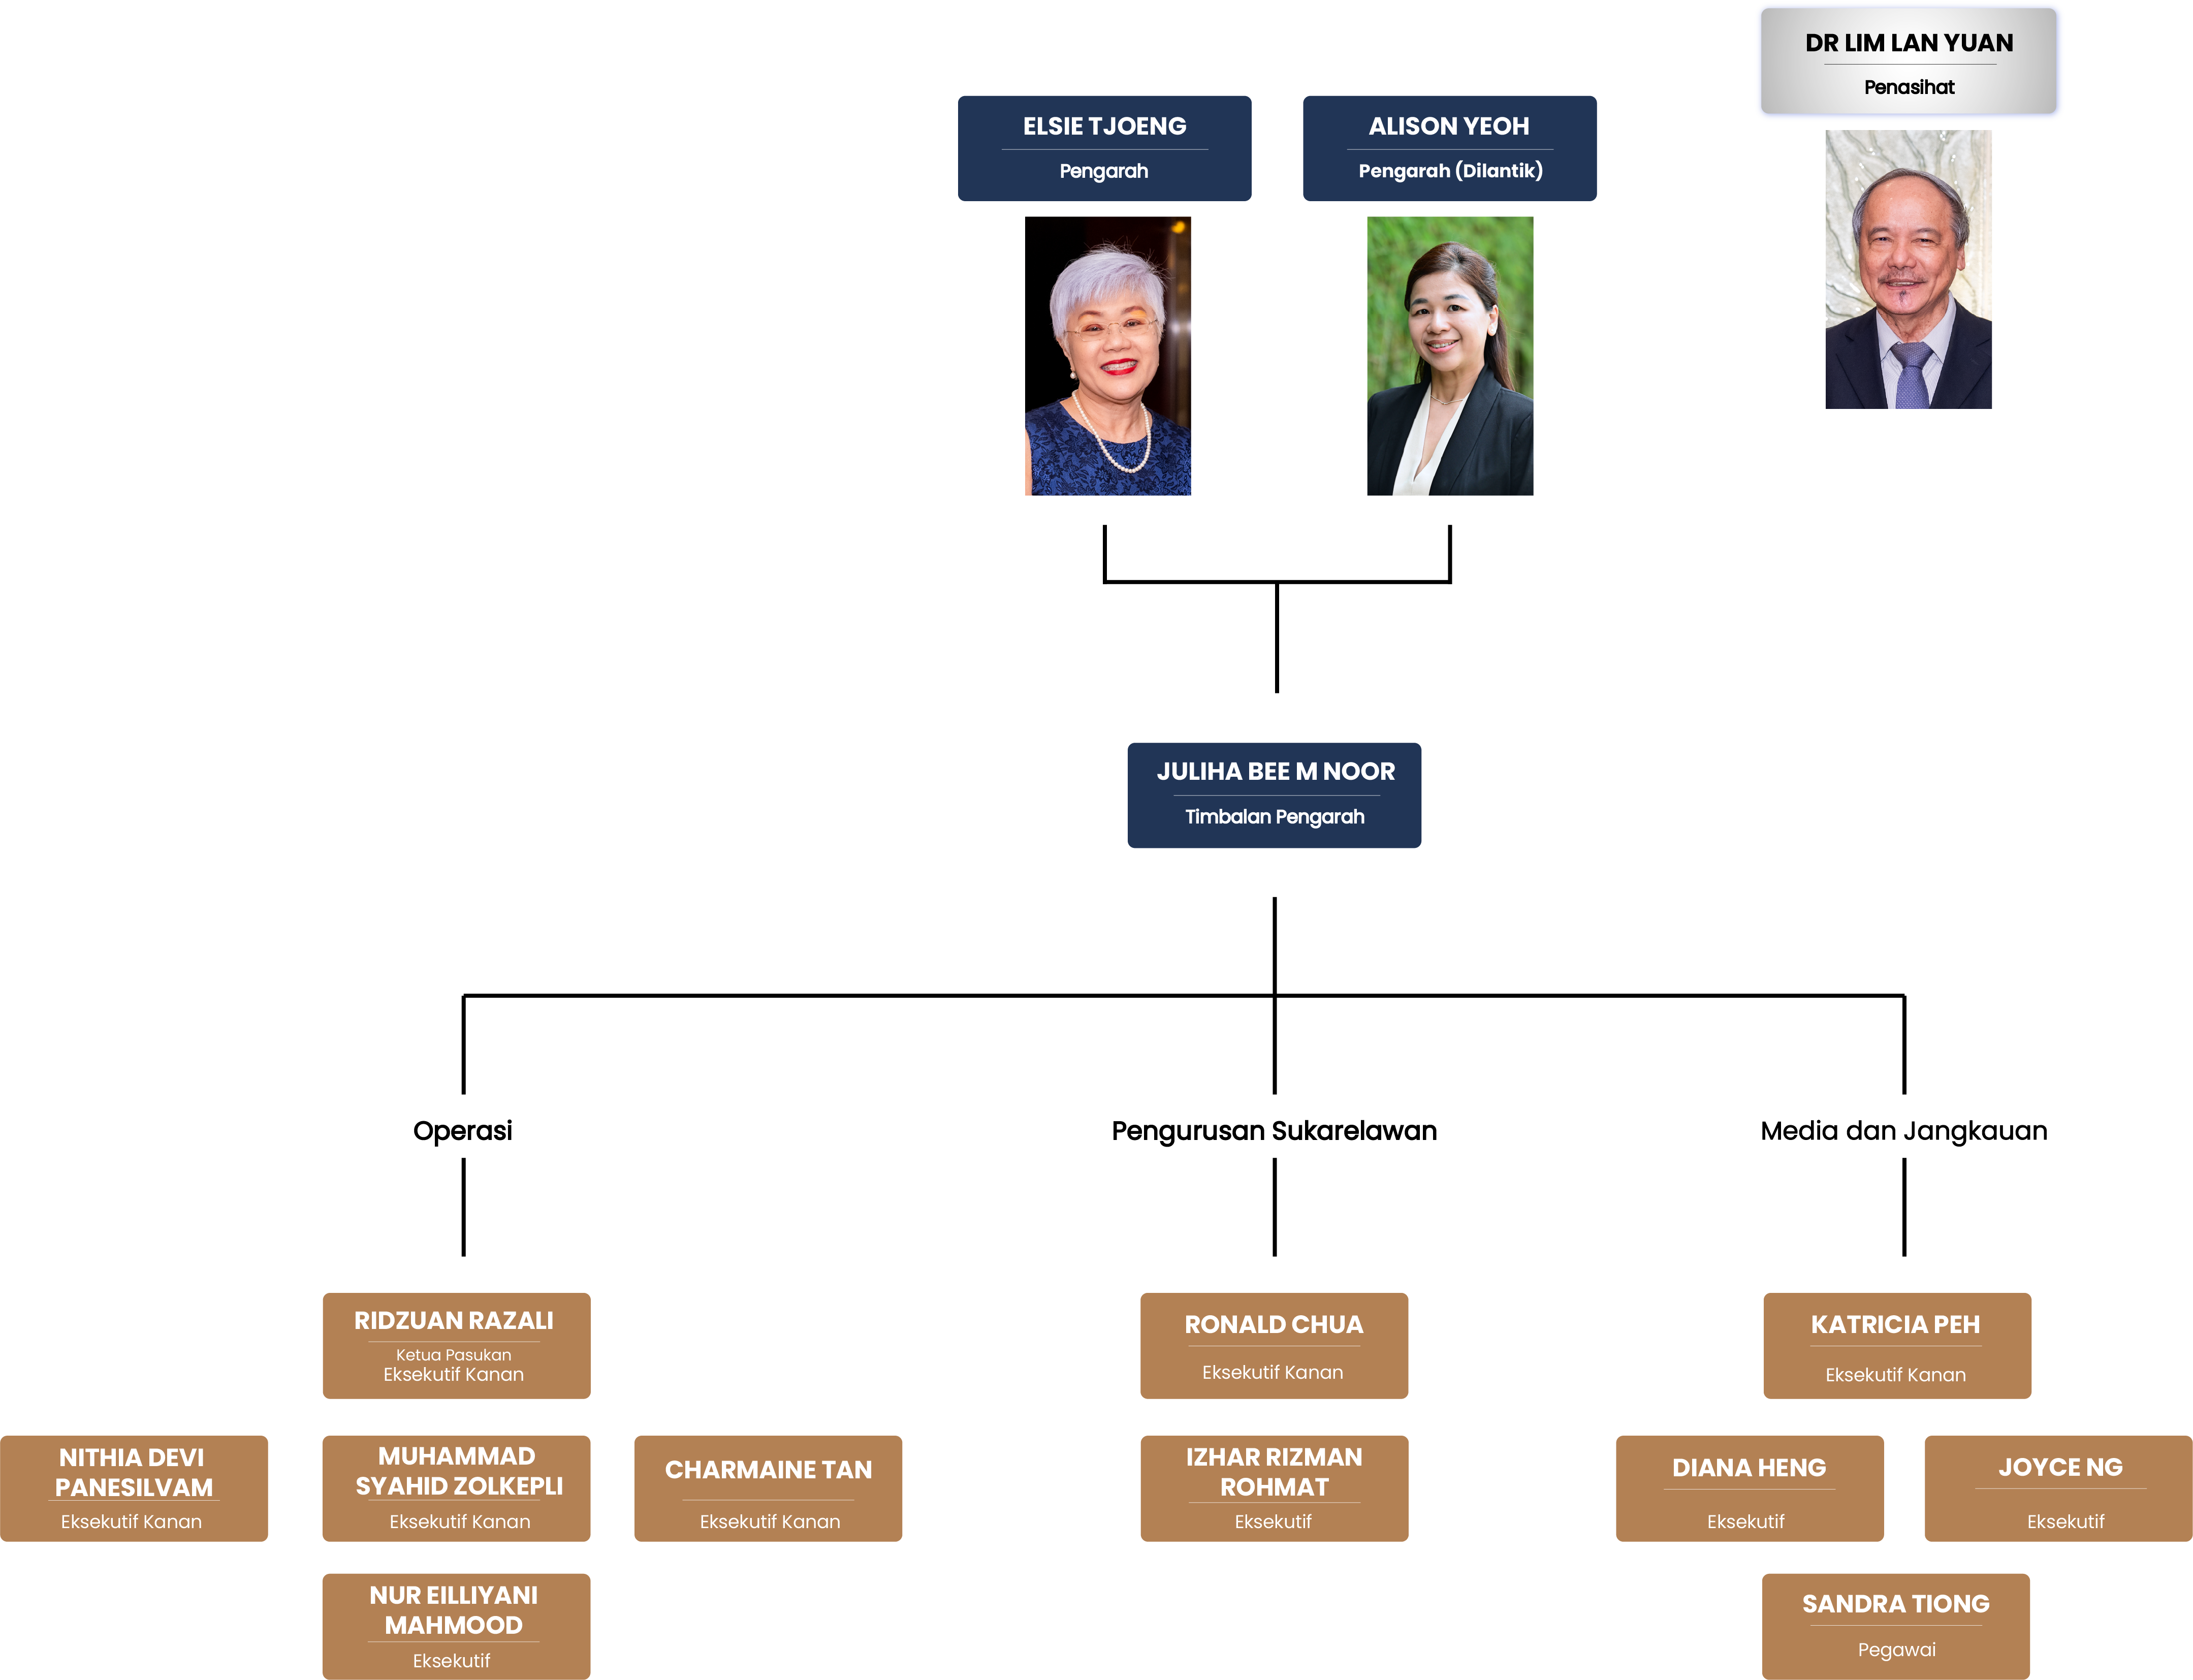 DR LIM LAN YUAN
Penasihat
ELSIE TJOENG
Pengarah
ALISON YEOH
Pengarah (Dilantik)
JULIHA BEE M NOOR
Timbalan Pengarah
Operasi
Pengurusan Sukarelawan
Media dan Jangkauan
RIDZUAN RAZALI
Ketua Pasukan
Eksekutif Kanan
RONALD CHUA
Eksekutif Kanan
KATRICIA PEH
Eksekutif Kanan
NITHIA DEVI
PANESILVAM
Eksekutif Kanan
MUHAMMAD
SYAHID ZOLKEPLI
Eksekutif Kanan
CHARMAINE TAN
Eksekutif Kanan
IZHAR RIZMAN
ROHMAT
Eksekutif
DIANA HENG
Eksekutif
JOYCE NG
Eksekutif
NUR EILLIYANI
MAHMOOD
Eksekutif
SANDRA TIONG
Pegawai